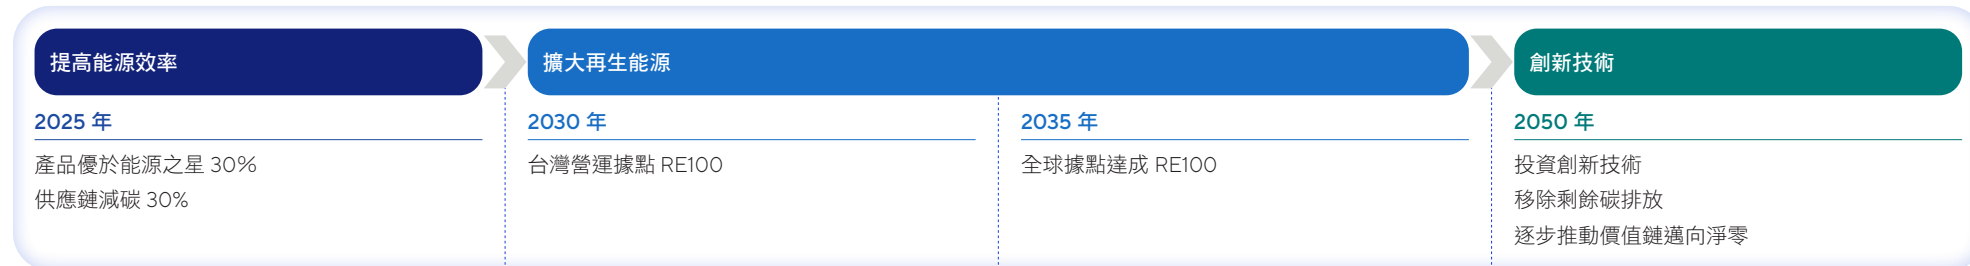 提高能源效率
擴大再生能源
創新技術
2025 年
產品優於能源之星 30%
供應鏈減碳 30%
2030 年
台灣營運據點 RE100
2035 年
全球據點達成 RE100
2050 年
投資創新技術
移除剩餘碳排放
逐步推動價值鏈邁向淨零